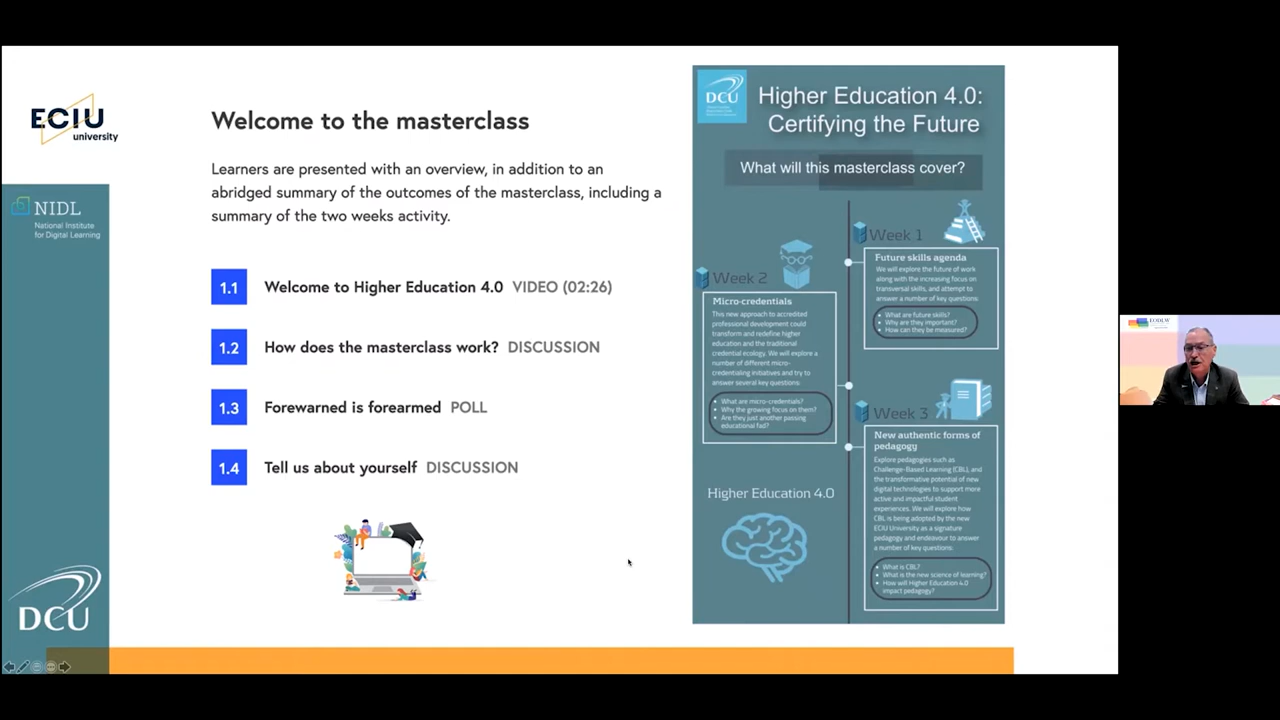 ECIU
university
NIDL
National Institute
for Digital Learning
DCU
Welcome to the masterclass
Learners are presented with an overview, in addition to an
abridged summary of the outcomes of the masterclass, including a
summary of the two weeks activity.
1.1 Welcome to Higher Education 4.0 VIDEO (02:26)
1.2 How does the masterclass work? DISCUSSION
1.3 Forewarned is forearmed POLL
1.4 Tell us about yourself DISCUSSION
DCU
Higher Education 4.0:
Certifying the Future
What will this masterclass cover?
Week 1
Future skills agenda
We will explore the future of work
along with the increasing focus on
transversal skills, and attempt to
answer a number of key questions:
What are future skills?
Why are they important?
How can they be measured?
Week 2
Micro-credentials
This new approach to accredited
professional development could
transform and redefine higher
education and the traditional
credential ecology. We will explore a
number of different micro-
credentialing initiatives and try to
answer several key questions:
What are micro-credentials?
Why the growing focus on them?
Are they just another passing
educational fad?
Week 3
New authentic forms of
pedagogy
Explore pedagogies such as
Challenge-Based Learning (CBL), and
the transformative potential of new
digital technologies to support more
active and impactful student
experiences. We will explore how
CBL is being adopted by the new
ECIU University as a signature
pedagogy and endeavour to answer
a number of key questions:
What is CBL?
What is the new science of learning?
How will Higher Education 4.0
impact pedagogy?
Higher Education 4.0
EODLW